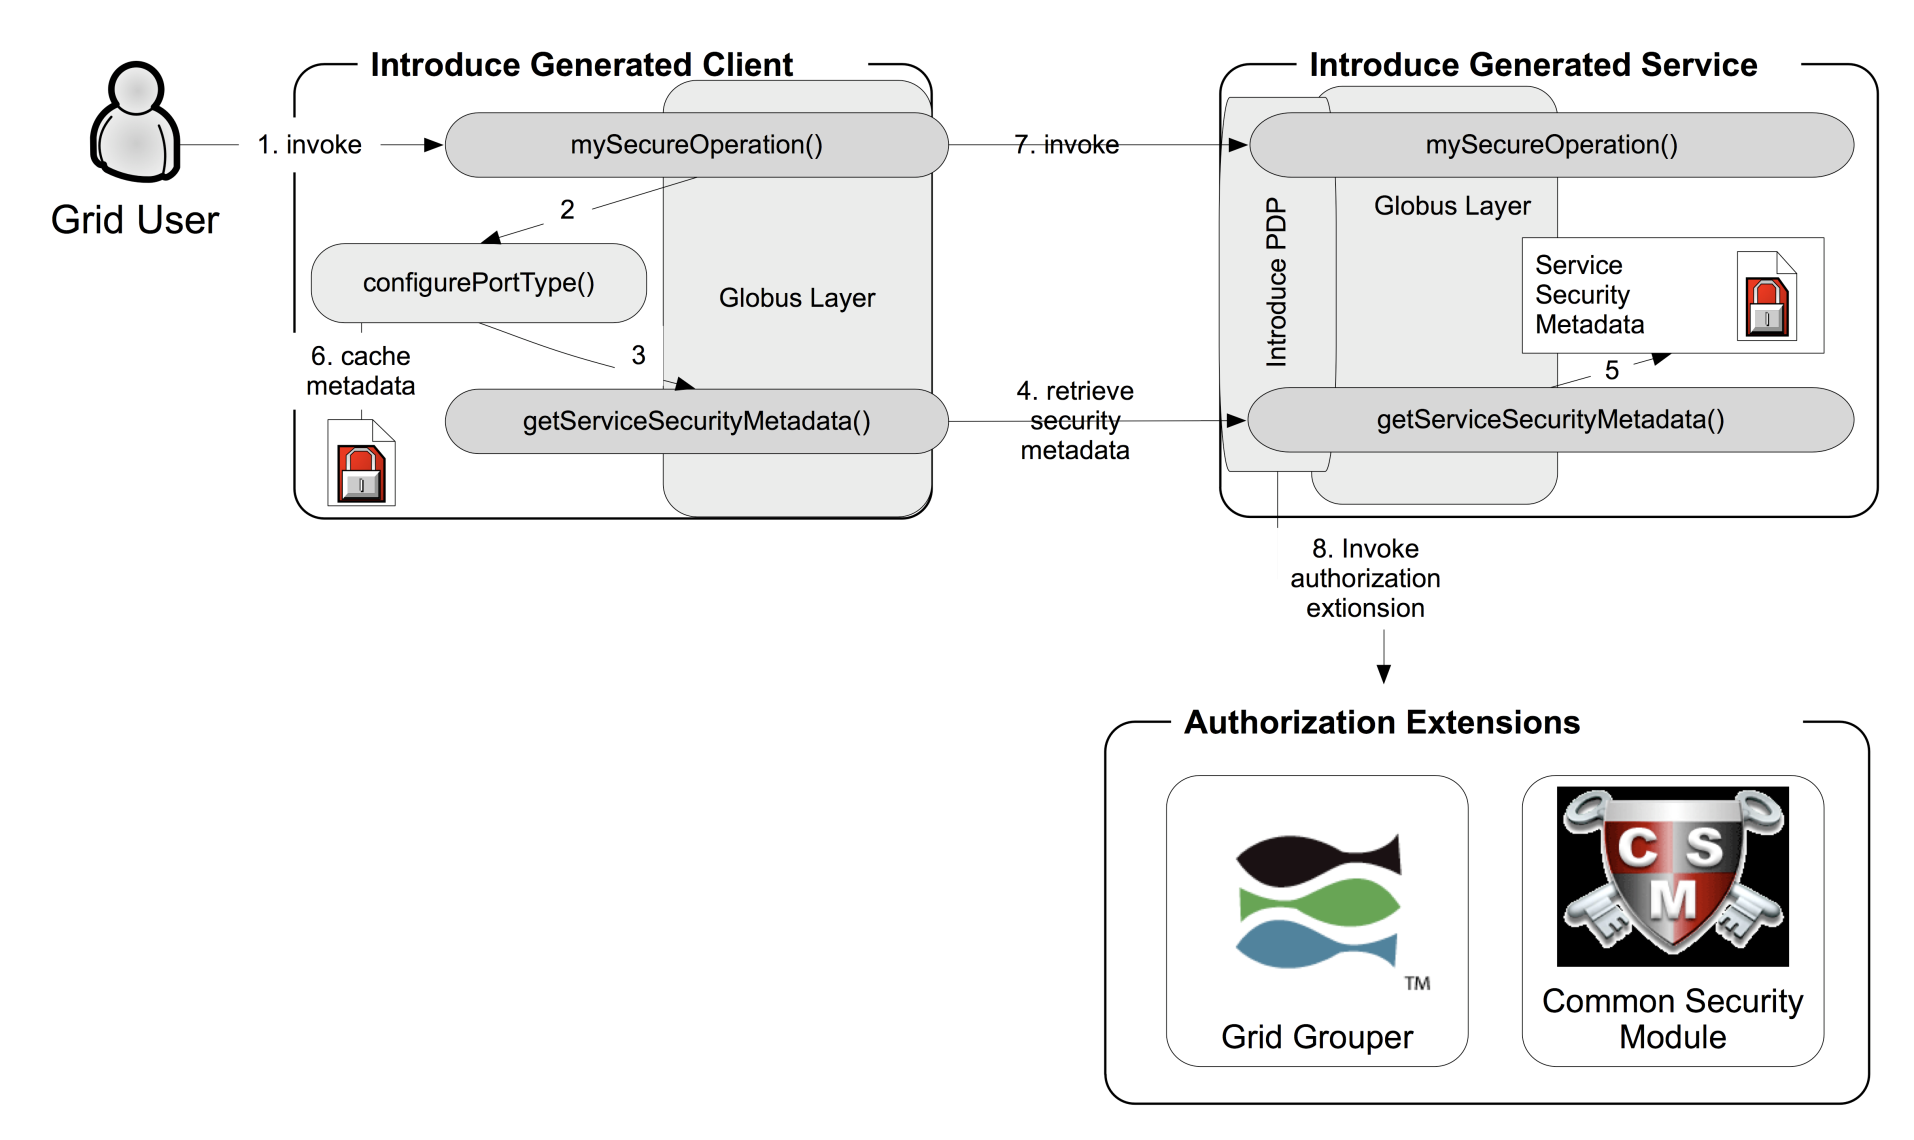 Introduce Generated Client
Introduce Generated Service
Grid User
1. invoke
mySecureOperation()
7. invoke
mySecureOperation()
2
configurePortType()
Globus Layer
3
6. cache
metadata
getServiceSecurityMetadata()
4. retrieve
security
metadata
Introduce PDP
Globus Layer
Service
Security
Metadata
5
getServiceSecurityMetadata()
8. Invoke
authorization
extionsion
Authorization Extensions
TM
Grid Grouper
C S
M
Common Security
Module